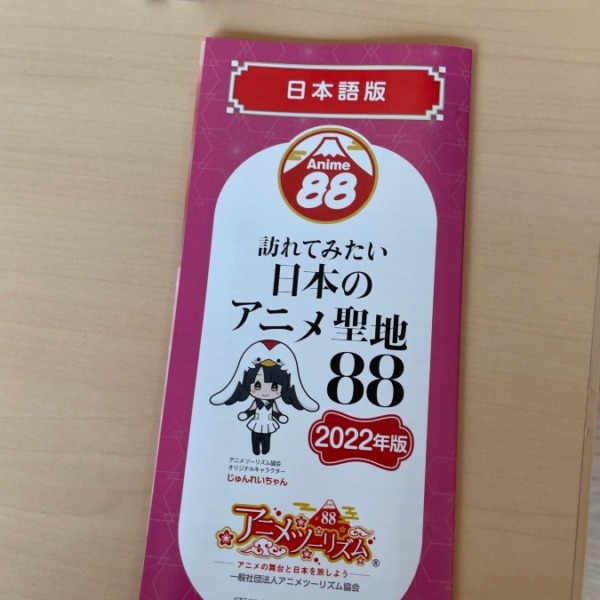 日本語版
Anime
88
訪れてみたい
日本の
アニメ聖地
88
2022年版
アニメツーリズム協会
オリジナルキャラクター
じゅんれいちゃん
88
アニメツーリズム®
アニメの舞台と日本を旅しよう
一般社団法人アニメツーリズム協会